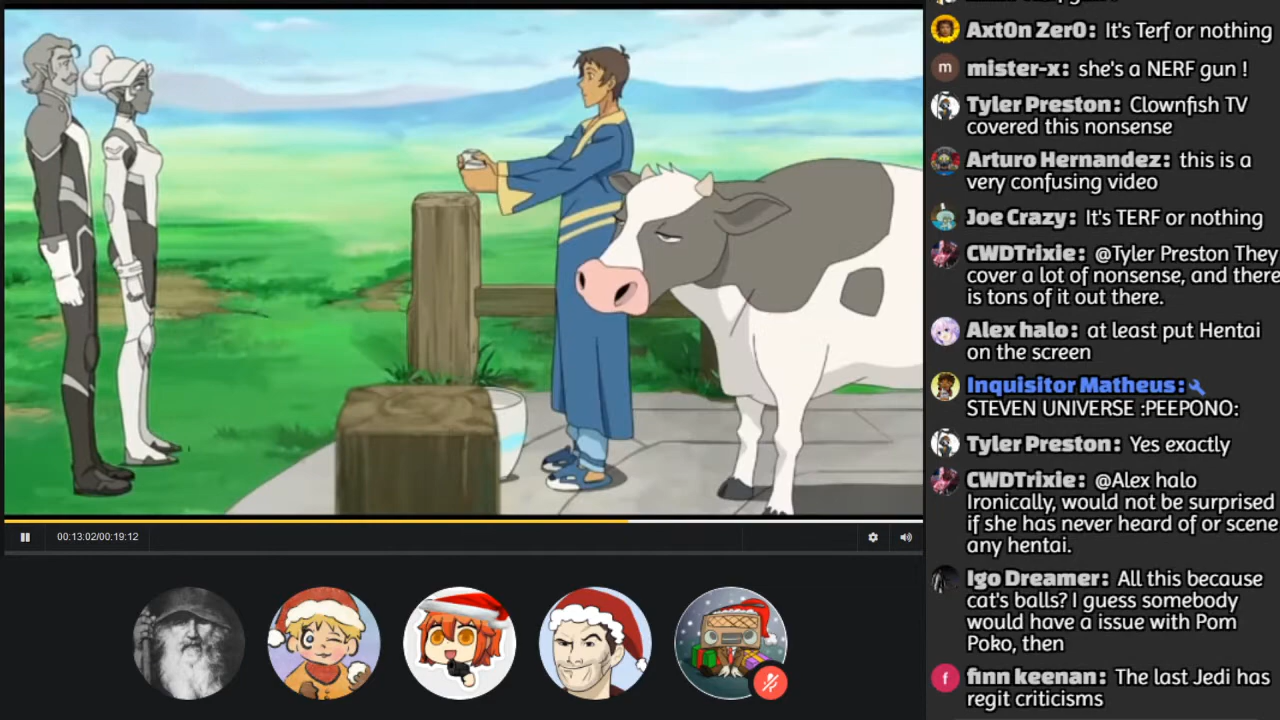 00:13:02/00:19:12
Axt0n Zer0: It's Terf or nothing
m
mister-x: she's a NERF gun !
Tyler Preston: Clownfish TV
covered this nonsense
Arturo Hernandez: this is a
very confusing video
Joe Crazy: It's TERF or nothing
CWDTrixie: @Tyler Preston They
cover a lot of nonsense, and there
is tons of it out there.
Alex halo: at least put Hentai
on the screen
Inquisitor Matheus:
STEVEN UNIVERSE :PEEPONO:
Tyler Preston: Yes exactly
CWDTrixie: @Alex halo
Ironically, would not be surprised
if she has never heard of or scene
any hentai.
Igo Dreamer: All this because
cat's balls? I guess somebody
would have a issue with Pom
Poko, then
f
finn keenan: The last Jedi has
regit criticisms